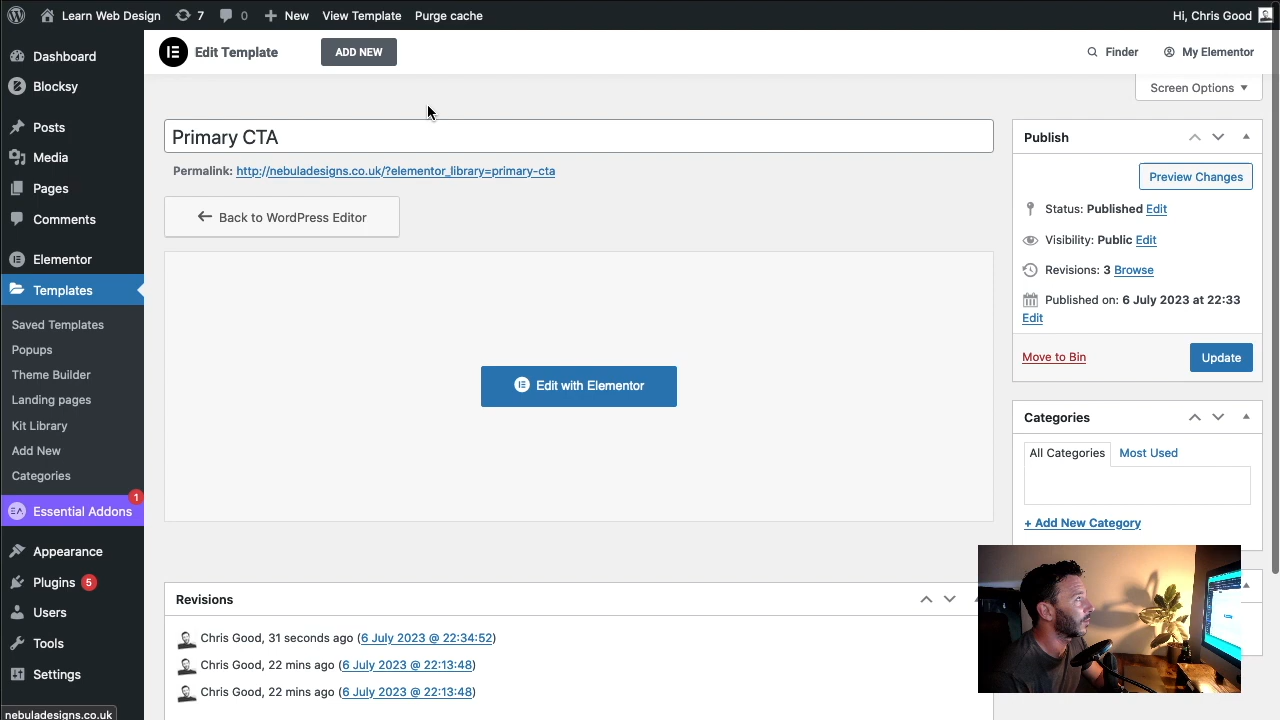 Learn Web Design 7 0 New View Template Purge cache Hi, Chris Good
Dashboard
Blocksy
Posts
Media
Pages
Comments
Elementor
Templates
Saved Templates
Popups
Theme Builder
Landing pages
Kit Library
Add New
Categories
1
Essential Addons
Appearance
Plugins 5
Users
Tools
Settings
nebuladesigns.co.uk
Edit Template ADD NEW Finder My Elementor
Screen Options
Primary CTA
Permalink: http://nebuladesigns.co.uk/?elementor_library=primary-cta
Back to WordPress Editor
Edit with Elementor
Revisions
Chris Good, 31 seconds ago (6 July 2023 @ 22:34:52)
Chris Good, 22 mins ago (6 July 2023 @ 22:13:48)
Chris Good, 22 mins ago (6 July 2023 @ 22:13:48)
Publish
Preview Changes
Status: Published Edit
Visibility: Public Edit
Revisions: 3 Browse
Published on: 6 July 2023 at 22:33
Edit
Move to Bin Update
Categories
All Categories Most Used
+ Add New Category